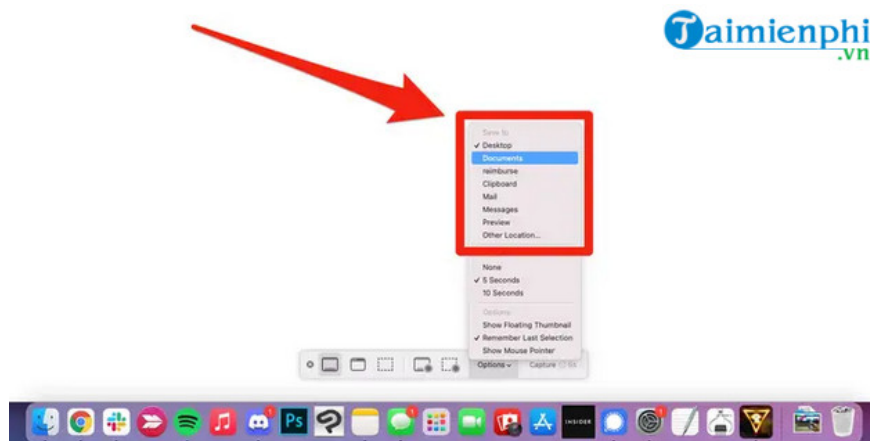 Taimienphi
.vn
Save to
✓ Desktop
Documents
reimburse
Clipboard
Mail
Messages
Preview
Other Location...
None
✓ 5 Seconds
10 Seconds
Options
Show Floating Thumbnail
✓ Remember Last Selection
Show Mouse Pointer
Options
Capture
Ps
INSIDER